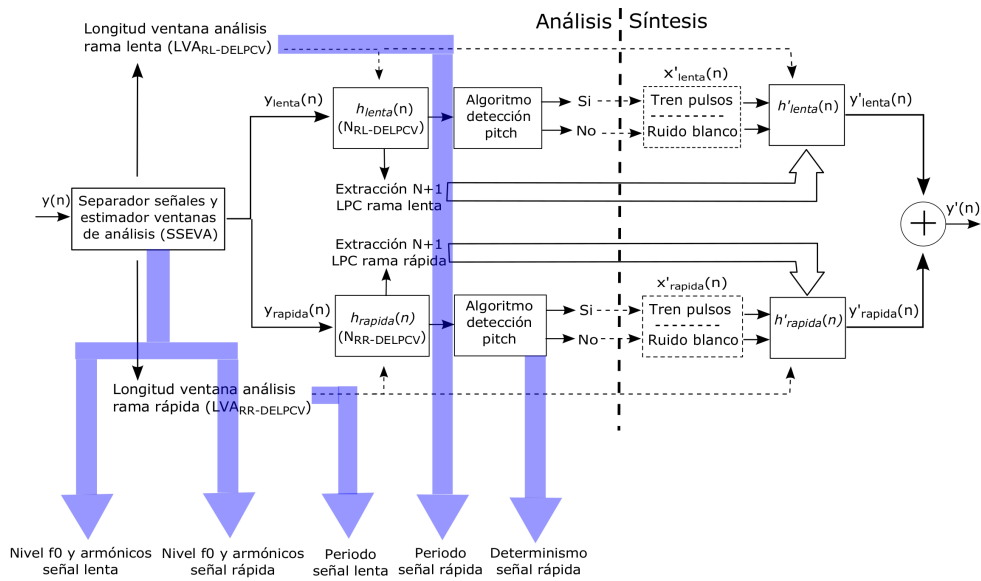 Análisis
Síntesis
Longitud ventana análisis
rama lenta (LVARL-DELPCV)
x'lenta(n)
ylenta(n)
hlenta(n)
(NRL-DELPCV)
Algoritmo
detección
pitch
Si
No
Tren pulsos
Ruido blanco
h'lenta(n)
y'lenta(n)
y(n)
Separador señales y
estimador ventanas
de análisis (SSEVA)
Extracción N+1
LPC rama lenta
+
y'(n)
Extracción N+1
LPC rama rápida
yrapida(n)
hrapida(n)
(NRR-DELPCV)
Algoritmo
detección
pitch
Si
No
x'rapida(n)
Tren pulsos
Ruido blanco
h'rapida(n)
y'rapida(n)
Longitud ventana análisis
rama rápida (LVARR-DELPCV)
Nivel f0 y armónicos
señal lenta
Nivel f0 y armónicos
señal rápida
Periodo
señal lenta
Periodo
señal rápida
Determinismo
señal rápida